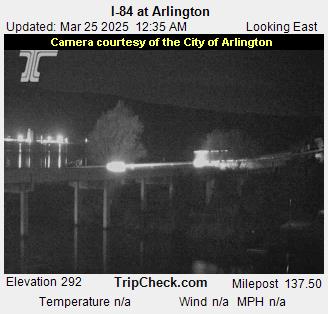 I-84 at Arlington
Updated: Mar 25 2025 12:35 AM Looking East
Camera courtesy of the City of Arlington
Elevation 292 TripCheck.com Milepost 137.50
Temperature n/a Wind n/a MPH n/a